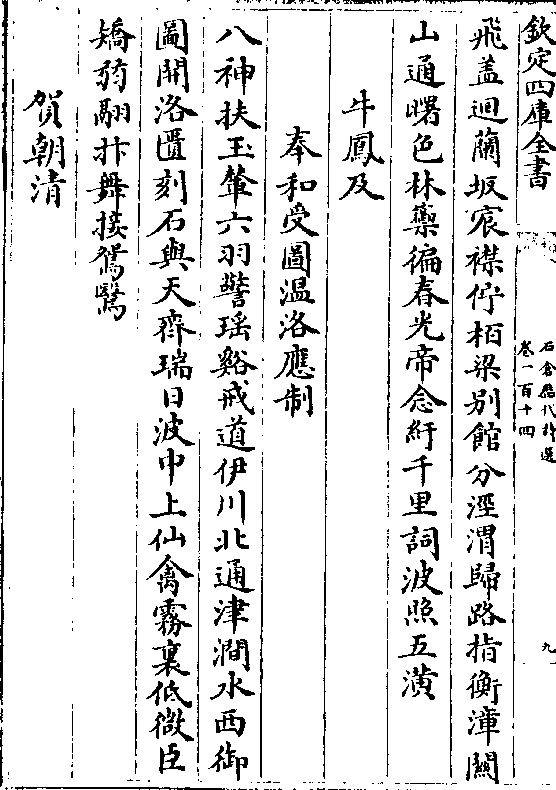 欽定四庫全書
石倉歷代詩選
卷一百十四
九
飛蓋迴蘭坂宸襟佇栢梁别館分涇渭歸路指衡漳關
山通曙色林籞徧春光帝念紆千里詞波照五潢
牛鳳及
奉和受圖温洛應制
八神扶玉輦六羽警瑶谿戒道伊川北通津澗水西御
圖開洛匱刻石與天齊瑞日波中上仙禽霧裏低微臣
矯弱翮抃舞接鴛鷖
賀朝清